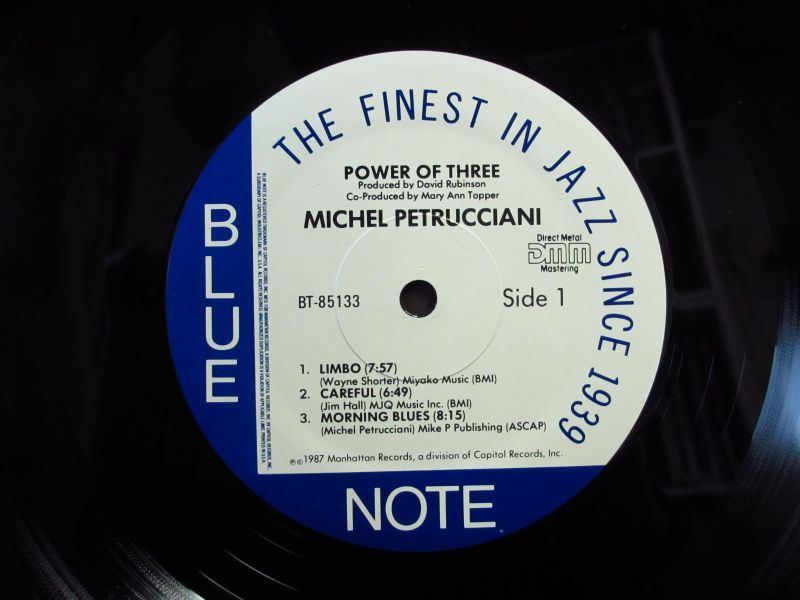 THE FINEST IN JAZZ SINCE 1939
POWER OF THREE
Produced by David Rubinson
Co-Produced by Mary Ann Topper
MICHEL PETRUCCIANI
Direct Metal
DMM
Mastering
BT-85133
Side 1
1. LIMBO (7:57)
(Wayne Shorter) Miyako Music (BMI)
2. CAREFUL (6:49)
(Jim Hall) MJQ Music Inc. (BMI)
3. MORNING BLUES (8:15)
(Michel Petrucciani) Mike P Publishing (ASCAP)
℗©1987 Manhattan Records, a division of Capitol Records, Inc.
BLUE
NOTE